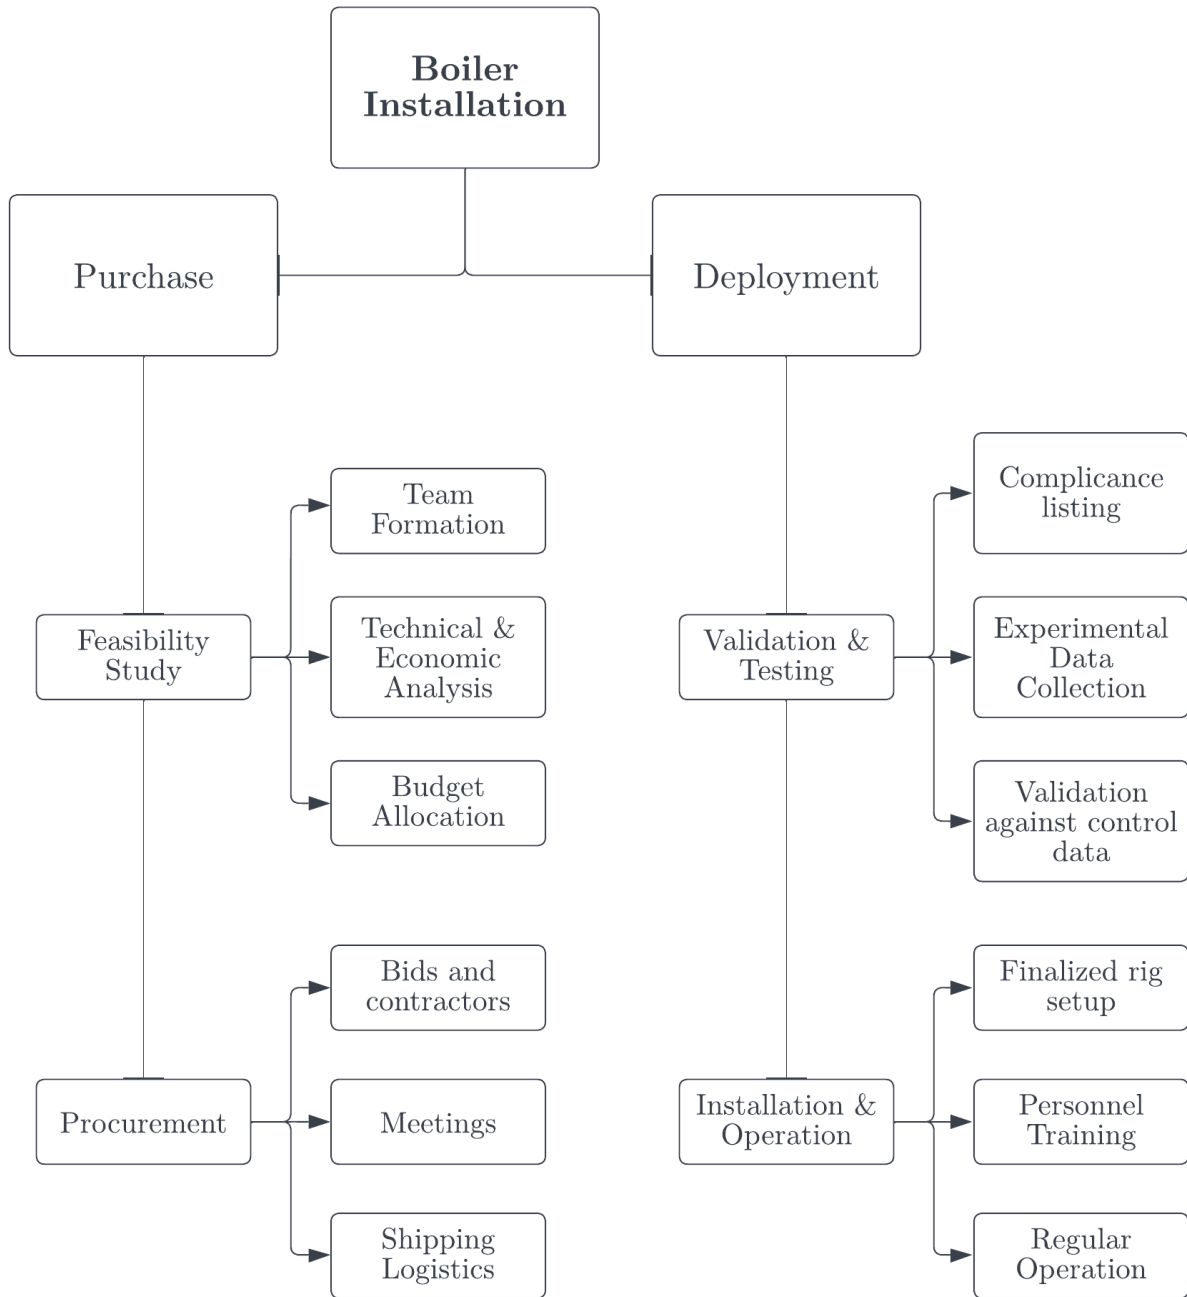 Boiler
Installation
Purchase
Deployment
Feasibility
Study
Team
Formation
Technical &
Economic
Analysis
Budget
Allocation
Procurement
Bids and
contractors
Meetings
Shipping
Logistics
Validation &
Testing
Complicance
listing
Experimental
Data
Collection
Validation
against control
data
Installation &
Operation
Finalized rig
setup
Personnel
Training
Regular
Operation